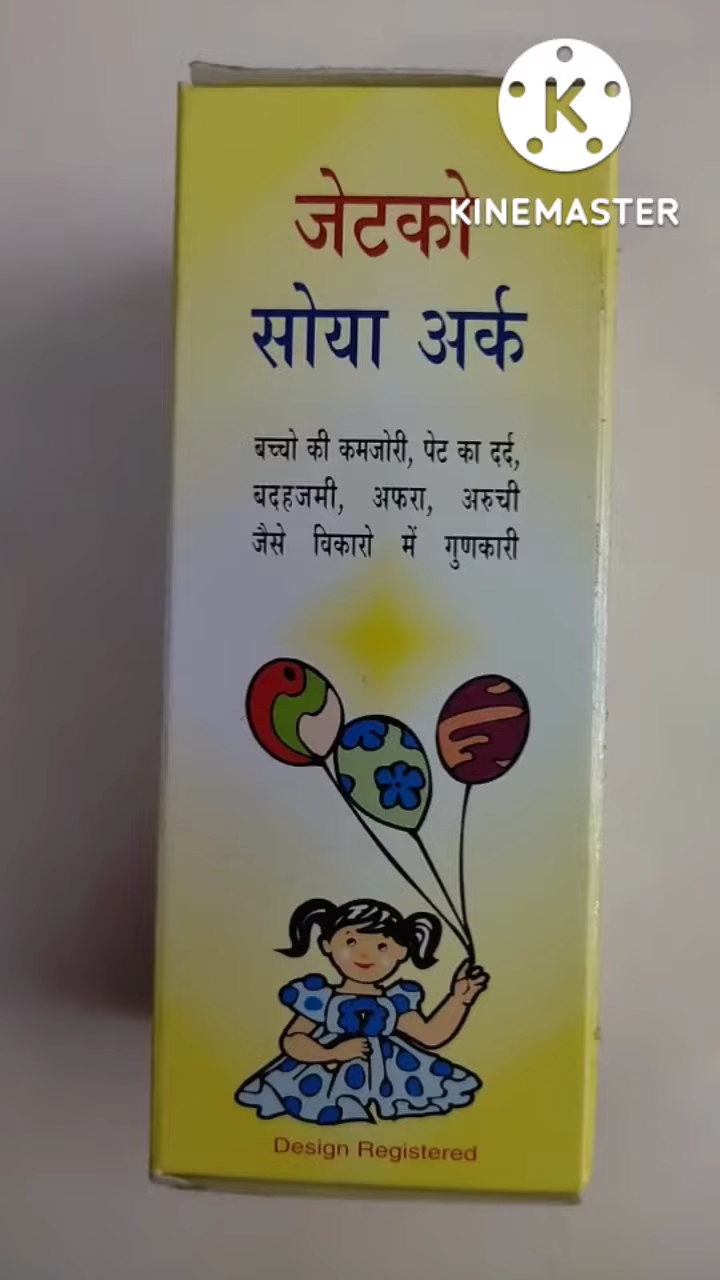 K
KINEMASTER
जेटको
सोया अर्क
बच्चो की कमजोरी, पेट का दर्द,
बदहजमी, अफरा, अरुची
जैसे विकारो में गुणकारी
Design Registered